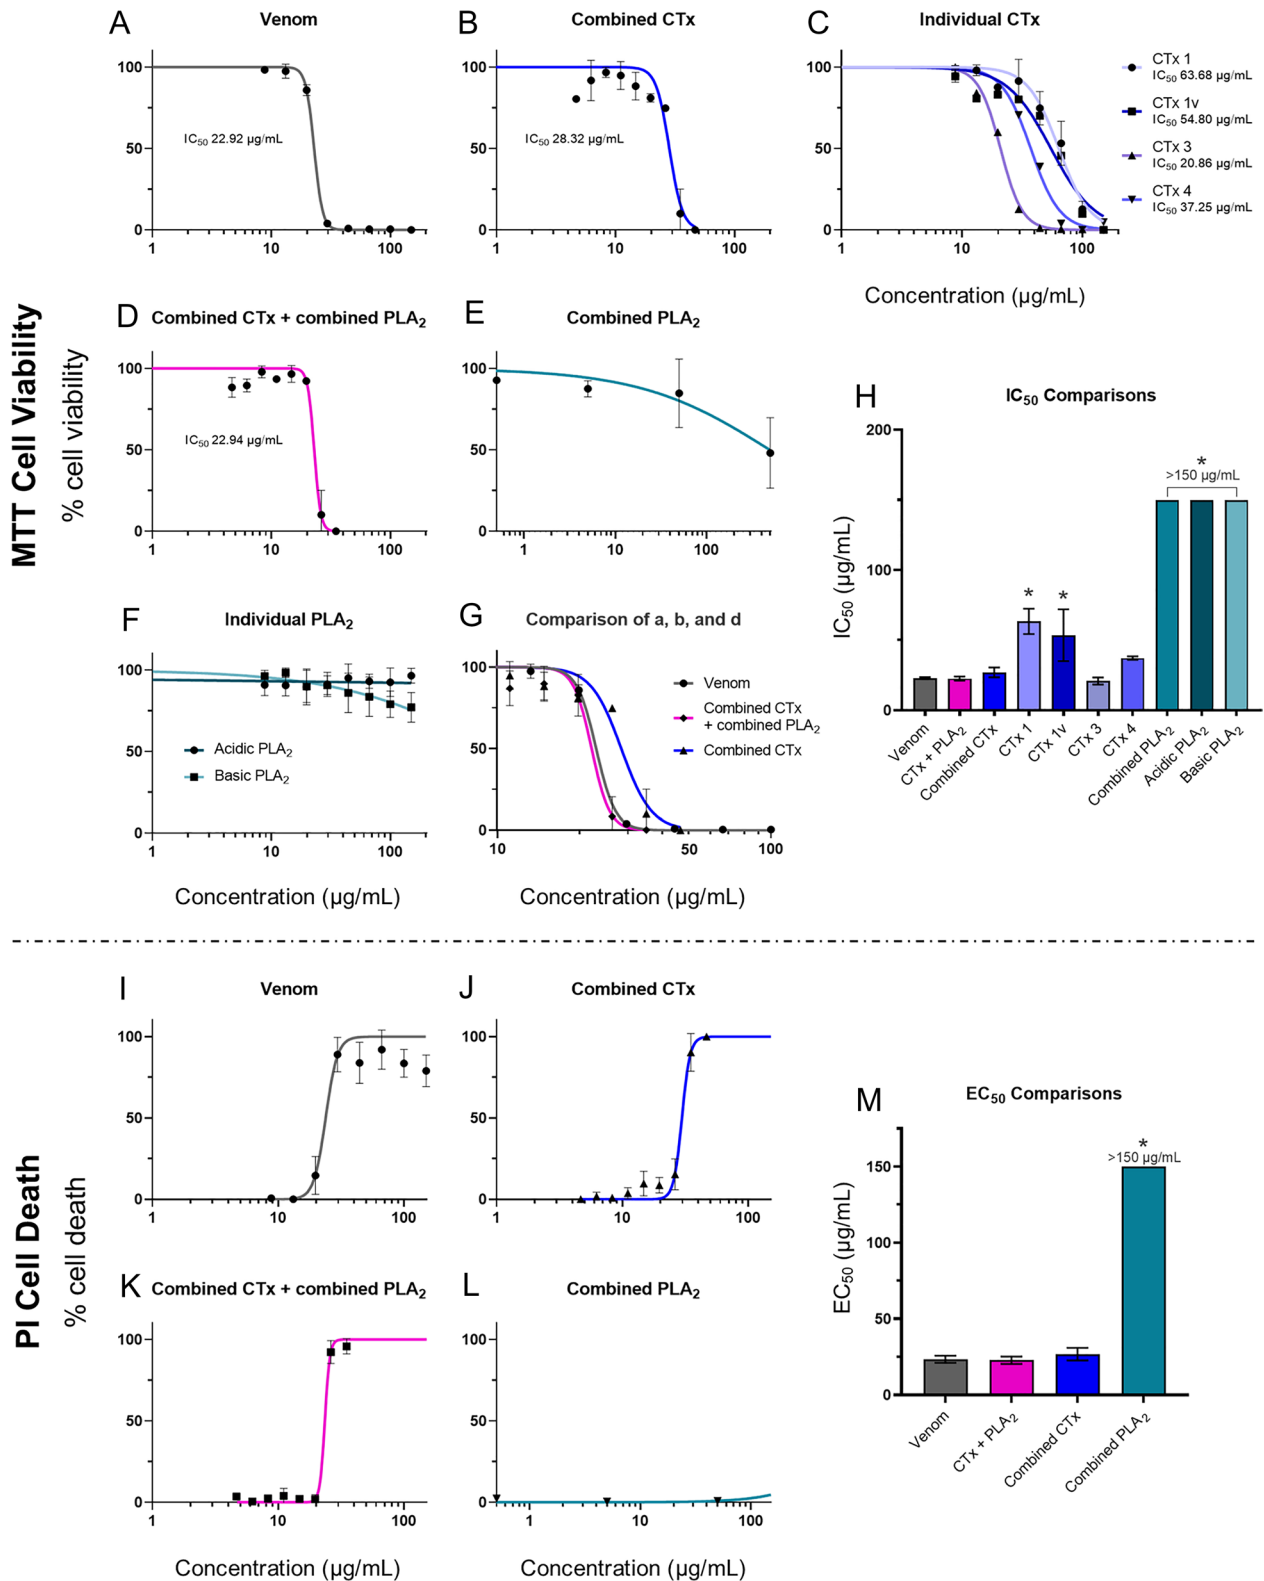 MTT Cell Viability
% cell viability
A
Venom
100
50
0
IC50 22.92 µg/mL
1
10
100
B
Combined CTx
100
50
0
IC50 28.32 µg/mL
1
10
100
C
Individual CTx
100
50
0
1
10
100
Concentration (µg/mL)
CTx 1
IC50 63.68 µg/mL
CTx 1v
IC50 54.80 µg/mL
CTx 3
IC50 20.86 µg/mL
CTx 4
IC50 37.25 µg/mL
D
Combined CTx + combined PLA2
100
50
0
IC50 22.94 µg/mL
1
10
100
E
Combined PLA2
100
50
0
1
10
100
F
Individual PLA2
100
50
0
Acidic PLA2
Basic PLA2
1
10
100
Concentration (µg/mL)
G
Comparison of a, b, and d
100
50
0
Venom
Combined CTx
+ combined PLA2
Combined CTx
10
50
100
Concentration (µg/mL)
H
IC50 Comparisons
IC50 (µg/mL)
200
100
0
*
*
*
>150 µg/mL
Venom
CTx + PLA2
Combined CTx
CTx 1
CTx 1v
CTx 3
CTx 4
Combined PLA2
Acidic PLA2
Basic PLA2
PI Cell Death
% cell death
I
Venom
100
50
0
1
10
100
J
Combined CTx
100
50
0
1
10
100
K
Combined CTx + combined PLA2
100
50
0
1
10
100
Concentration (µg/mL)
L
Combined PLA2
100
50
0
1
10
100
Concentration (µg/mL)
M
EC50 Comparisons
EC50 (µg/mL)
150
100
50
0
*
>150 µg/mL
Venom
CTx + PLA2
Combined CTx
Combined PLA2